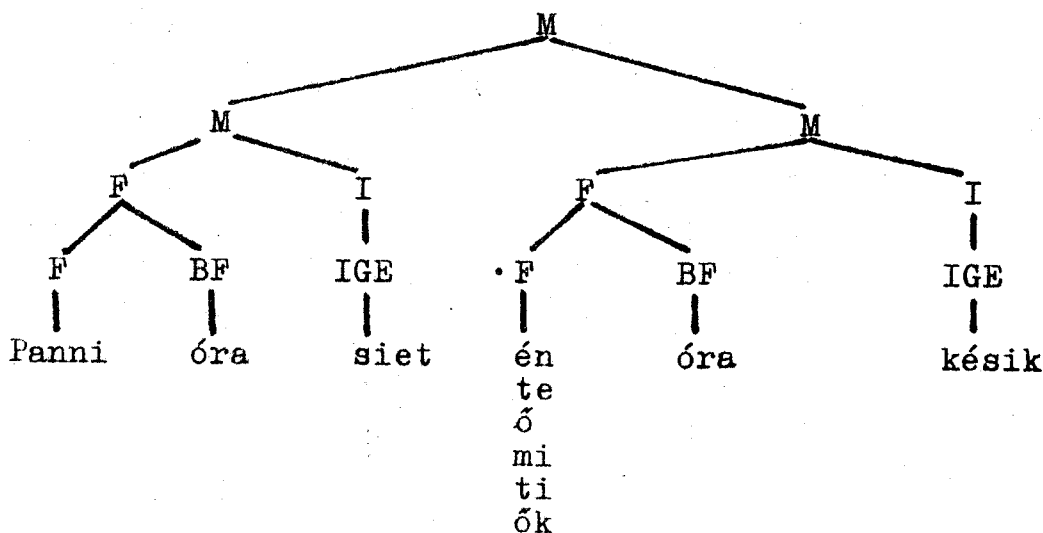 M
M M
F I F I
F BF IGE F BF IGE
Panni óra siet én óra késik
te
ő
mi
ti
ők